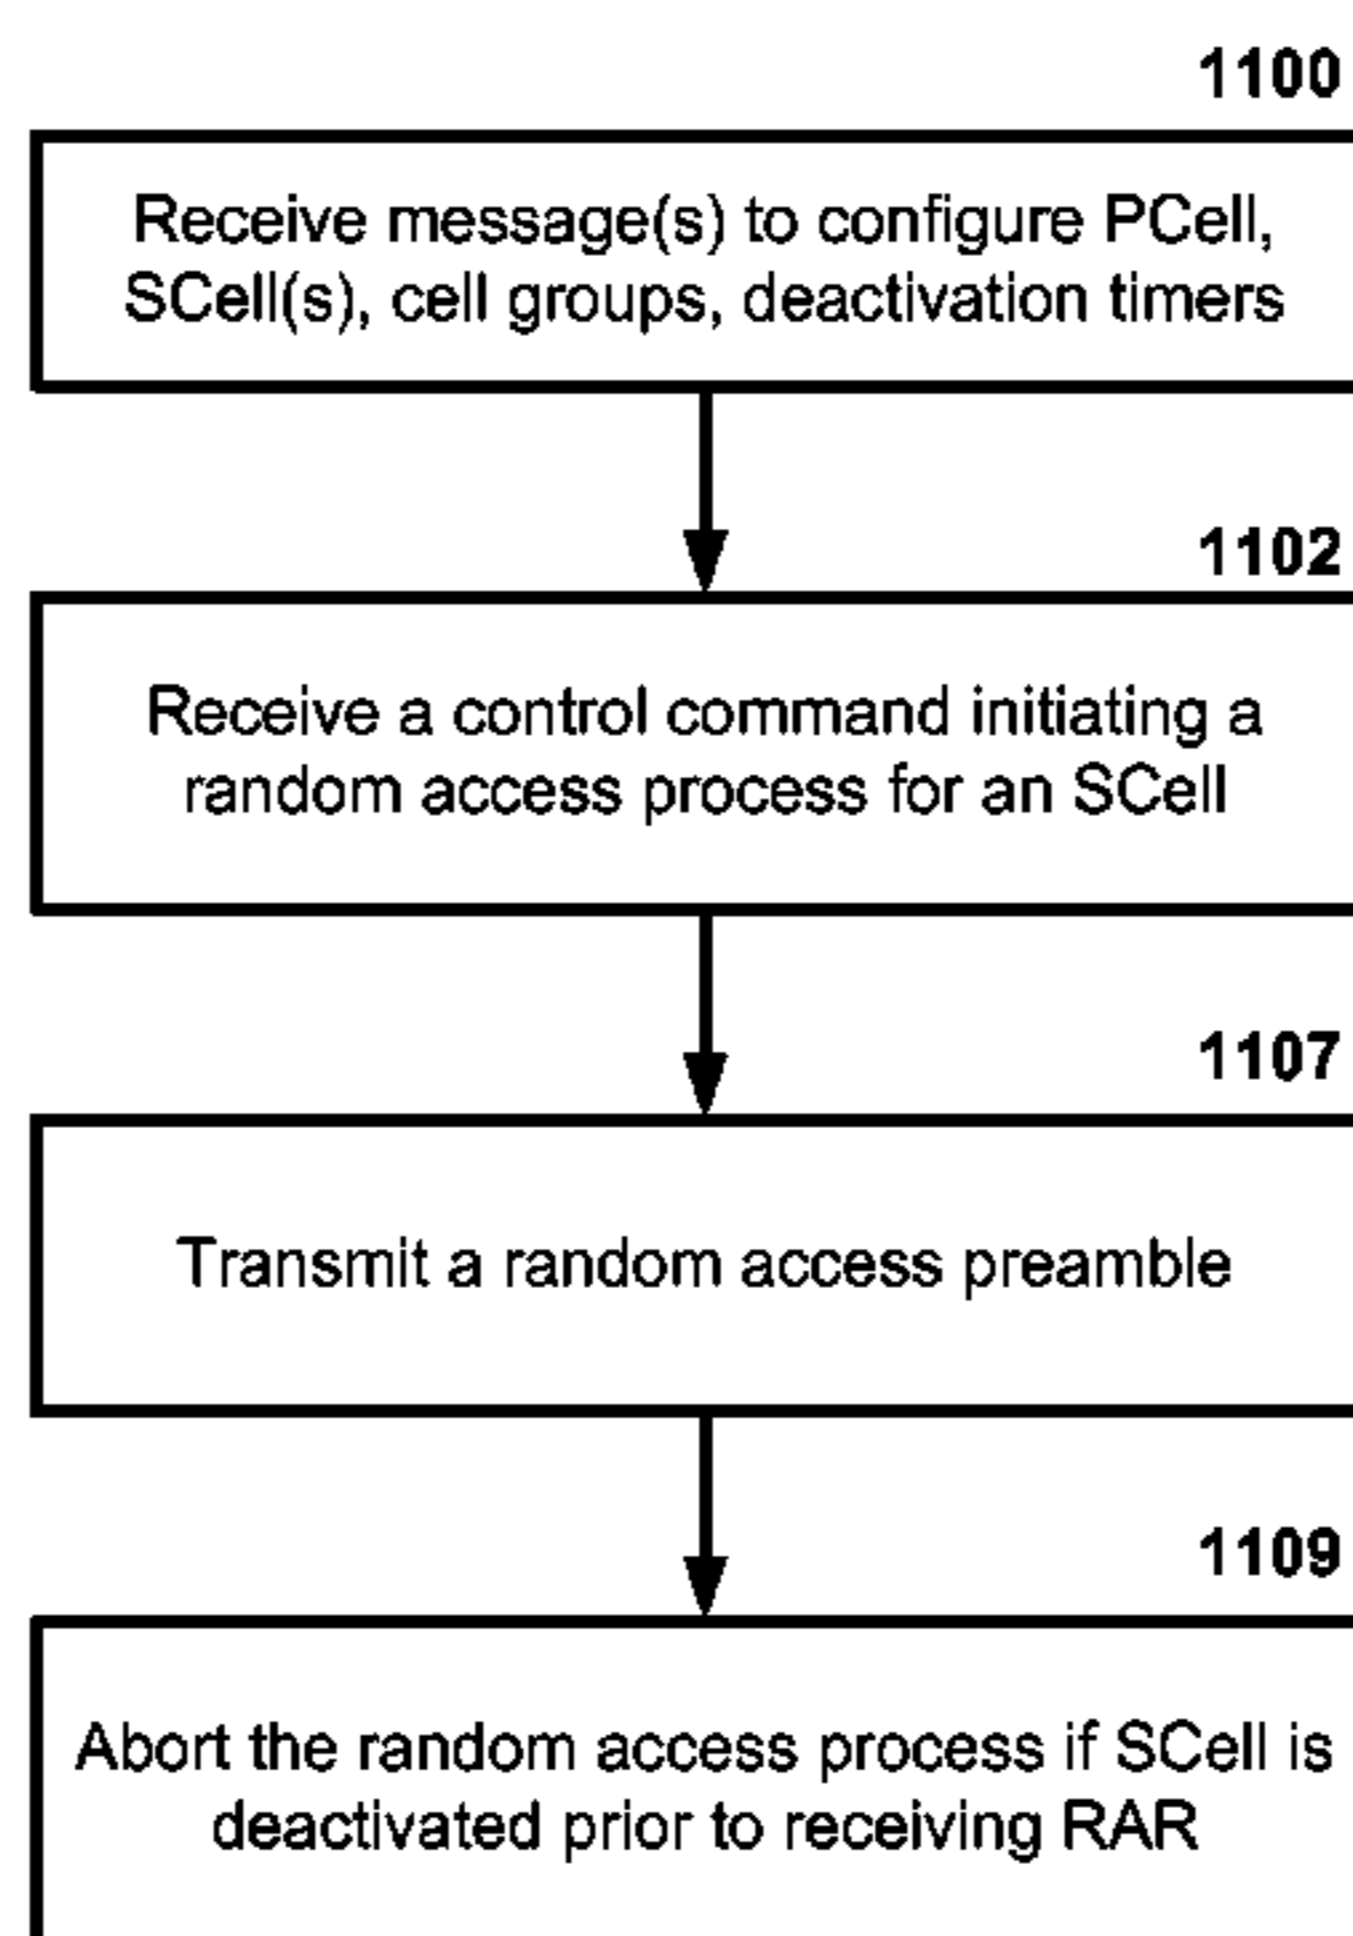 1100
Receive message(s) to configure PCell,
SCell(s), cell groups, deactivation timers
1102
Receive a control command initiating a
random access process for an SCell
1107
Transmit a random access preamble
1109
Abort the random access process if SCell is
deactivated prior to receiving RAR